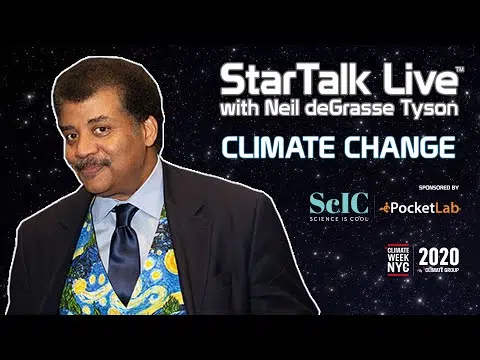 StarTalk Live™
with Neil deGrasse Tyson
CLIMATE CHANGE
SPONSORED BY
ScIC
SCIENCE IS COOL
PocketLab
CLIMATE
WEEK
NYC
2020
CLIMATE GROUP